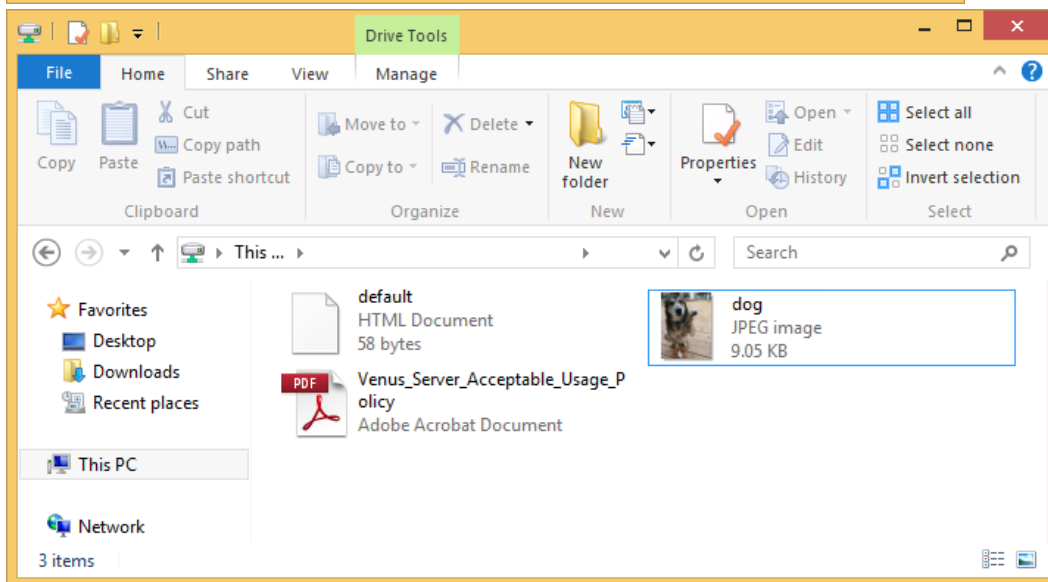 Drive Tools
File Home Share View Manage
Copy
Paste
Cut
Copy path
Paste shortcut
Clipboard
Move to
Copy to
Delete
Rename
Organize
New
folder
New
Properties
Open
Edit
History
Open
Select all
Select none
Invert selection
Select
This ...
Search
Favorites
Desktop
Downloads
Recent places
This PC
Network
default
HTML Document
58 bytes
dog
JPEG image
9.05 KB
PDF
Venus_Server_Acceptable_Usage_P
olicy
Adobe Acrobat Document
3 items